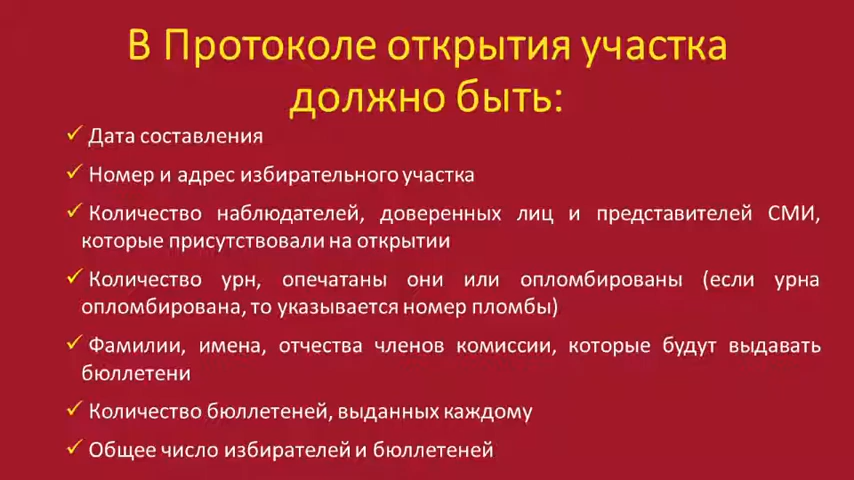 В Протоколе открытия участка
должно быть:
✓ Дата составления
✓ Номер и адрес избирательного участка
✓ Количество наблюдателей, доверенных лиц и представителей СМИ,
которые присутствовали на открытии
✓ Количество урн, опечатаны они или опломбированы (если урна
опломбирована, то указывается номер пломбы)
✓ Фамилии, имена, отчества членов комиссии, которые будут выдавать
бюллетени
✓ Количество бюллетеней, выданных каждому
✓ Общее число избирателей и бюллетеней